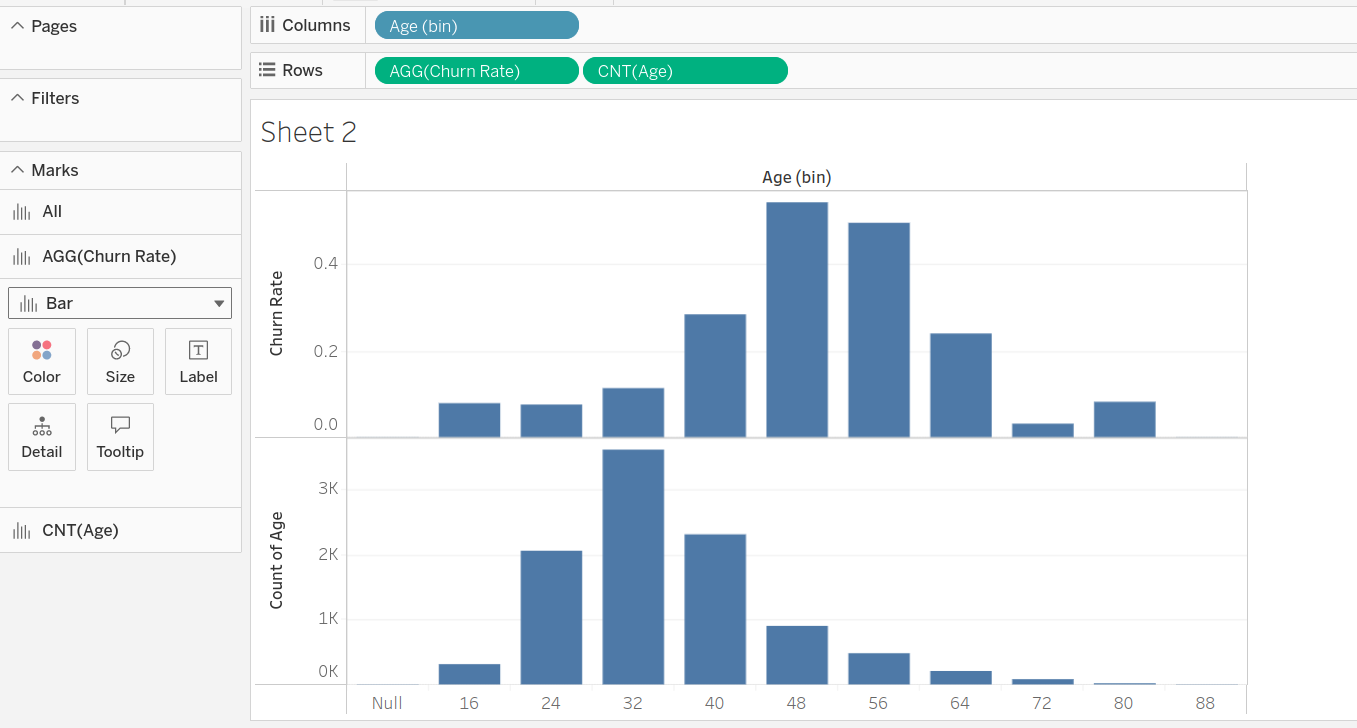 Pages
Filters
Marks
All
AGG(Churn Rate)
Bar
Color Size Label
Detail Tooltip
CNT(Age)
Columns Age (bin)
Rows AGG(Churn Rate) CNT(Age)
Sheet 2
Age (bin)
Churn Rate
0.4
0.2
0.0
Count of Age
3K
2K
1K
0K
Null 16 24 32 40 48 56 64 72 80 88